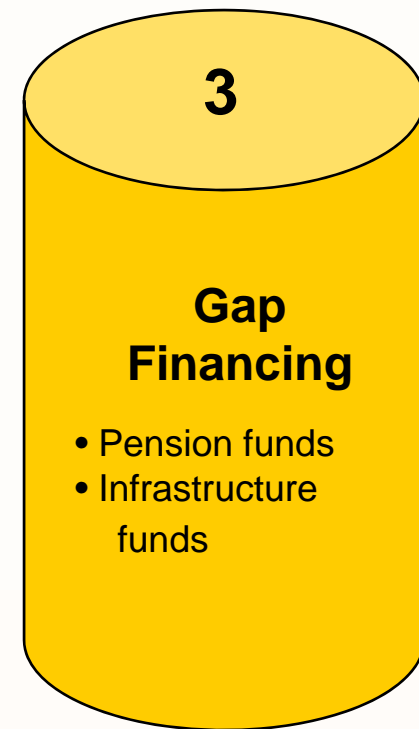 3
Gap
Financing
• Pension funds
• Infrastructure
funds